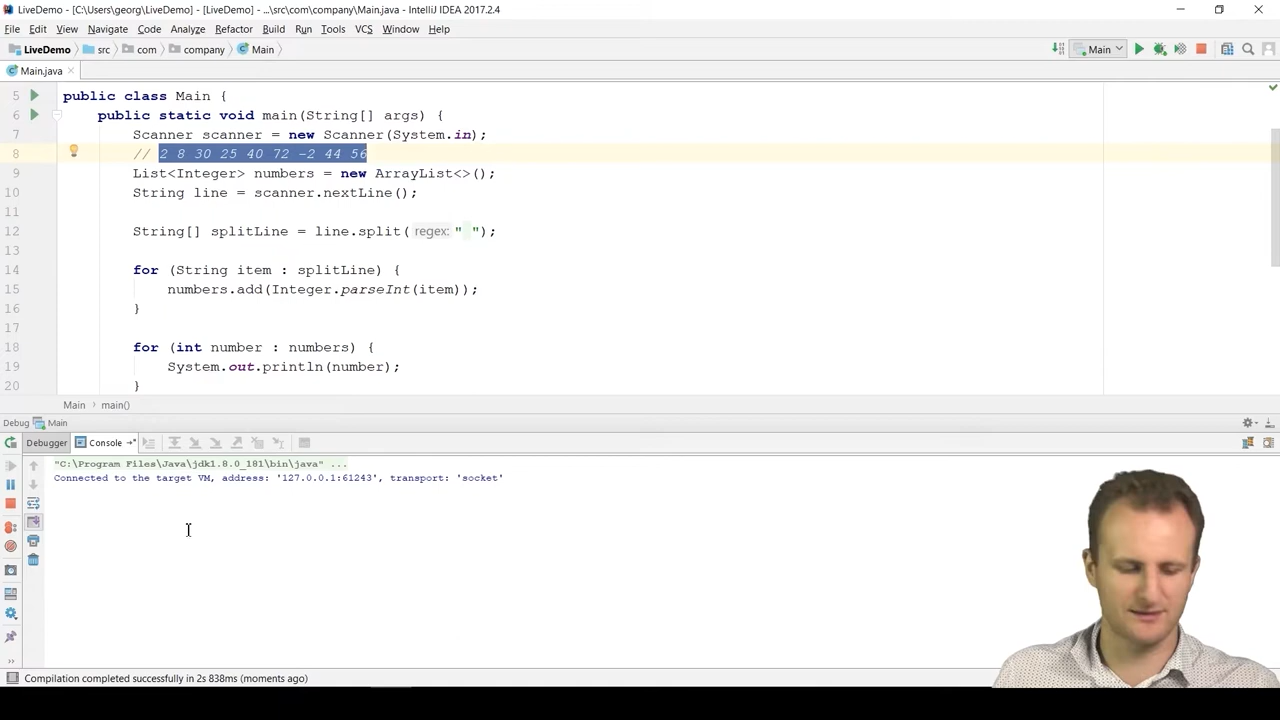 LiveDemo - [C:\Users\georg\LiveDemo] - [LiveDemo] - ...\src\com\company\Main.java - IntelliJ IDEA 2017.2.4
File Edit View Navigate Code Analyze Refactor Build Run Tools VCS Window Help
LiveDemo src com company Main Main
Main.java
5 public class Main {
6 public static void main(String[] args) {
7 Scanner scanner = new Scanner(System.in);
8 // 2 8 30 25 40 72 -2 44 56
9 List<Integer> numbers = new ArrayList<>();
10 String line = scanner.nextLine();
11
12 String[] splitLine = line.split( regex: " ");
13
14 for (String item : splitLine) {
15 numbers.add(Integer.parseInt(item));
16 }
17
18 for (int number : numbers) {
19 System.out.println(number);
20 }
Main main()
Debug Main
Debugger Console
"C:\Program Files\Java\jdk1.8.0_181\bin\java" ...
Connected to the target VM, address: '127.0.0.1:61243', transport: 'socket'
Compilation completed successfully in 2s 838ms (moments ago)